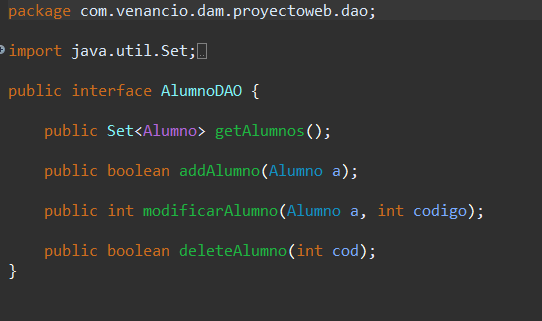 package com.venancio.dam.proyectoweb.dao;
import java.util.Set;
public interface AlumnoDAO {
public Set<Alumno> getAlumnos();
public boolean addAlumno(Alumno a);
public int modificarAlumno(Alumno a, int codigo);
public boolean deleteAlumno(int cod);
}